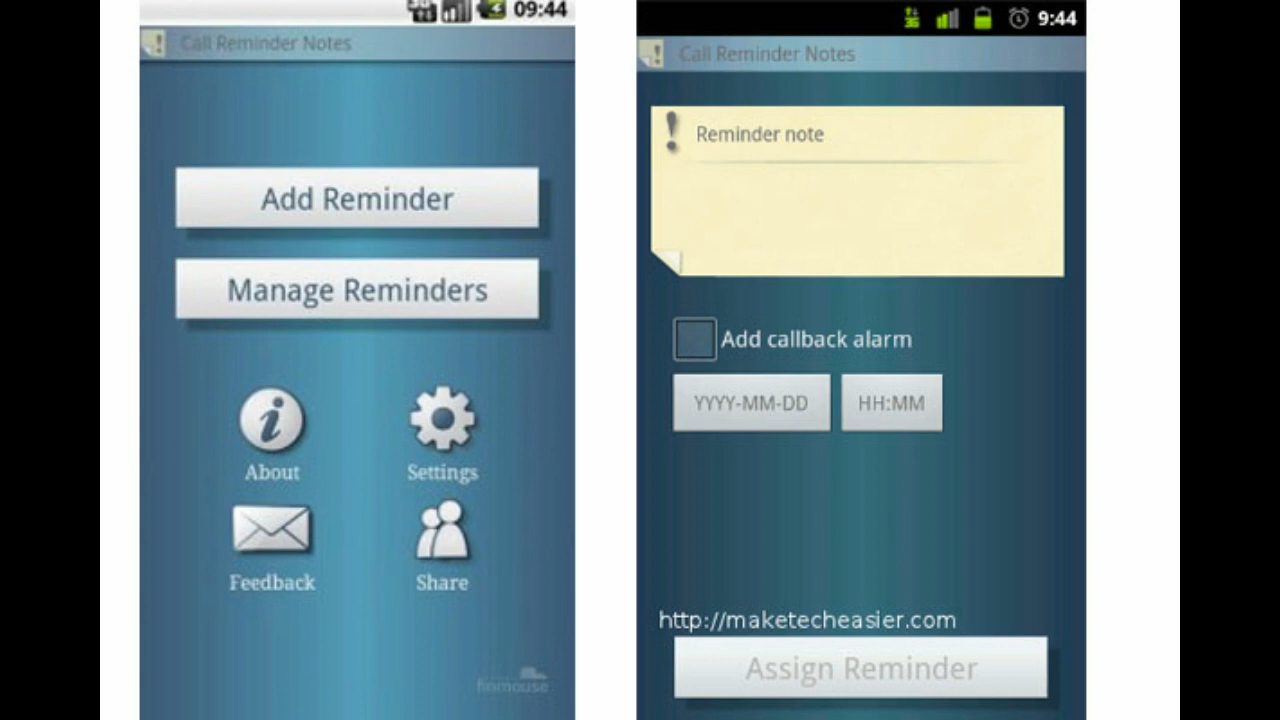 09:44
Call Reminder Notes
Add Reminder
Manage Reminders
About
Settings
Feedback
Share
finmouse
9:44
Call Reminder Notes
Reminder note
Add callback alarm
YYYY-MM-DD
HH:MM
http://maketecheasier.com
Assign Reminder